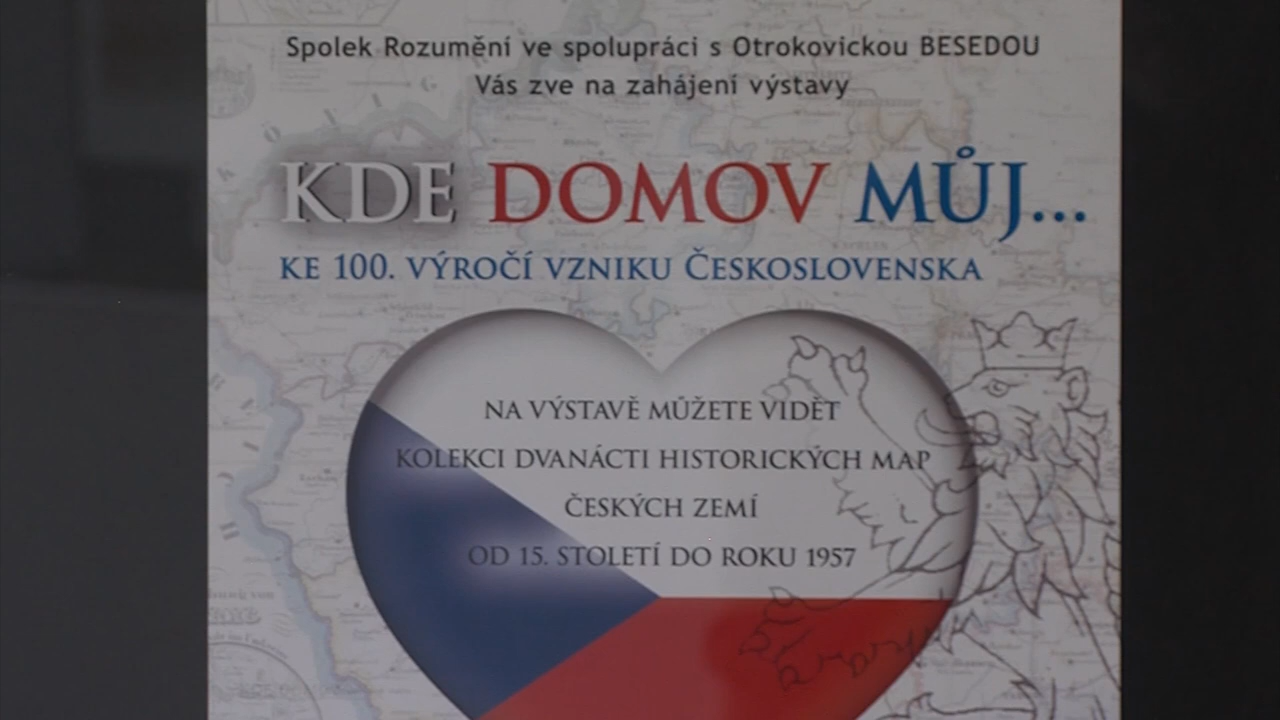 Spolek Rozumění ve spolupráci s Otrokovickou BESEDOU
Vás zve na zahájení výstavy
KDE DOMOV MŮJ...
KE 100. VÝROČÍ VZNIKU ČESKOSLOVENSKA
NA VÝSTAVĚ MŮŽETE VIDĚT
KOLEKCI DVANÁCTI HISTORICKÝCH MAP
ČESKÝCH ZEMÍ
OD 15. STOLETÍ DO ROKU 1957